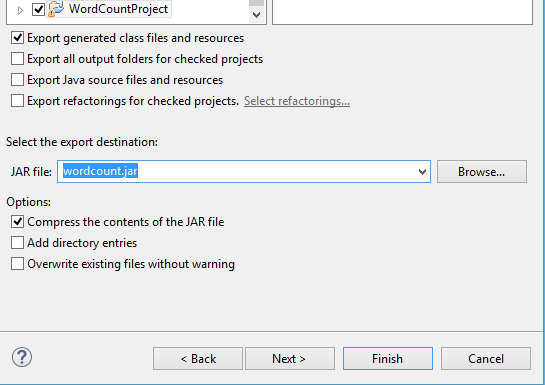 WordCountProject
Export generated class files and resources
Export all output folders for checked projects
Export Java source files and resources
Export refactorings for checked projects. Select refactorings...
Select the export destination:
JAR file: wordcount.jar Browse...
Options:
Compress the contents of the JAR file
Add directory entries
Overwrite existing files without warning
? < Back Next > Finish Cancel